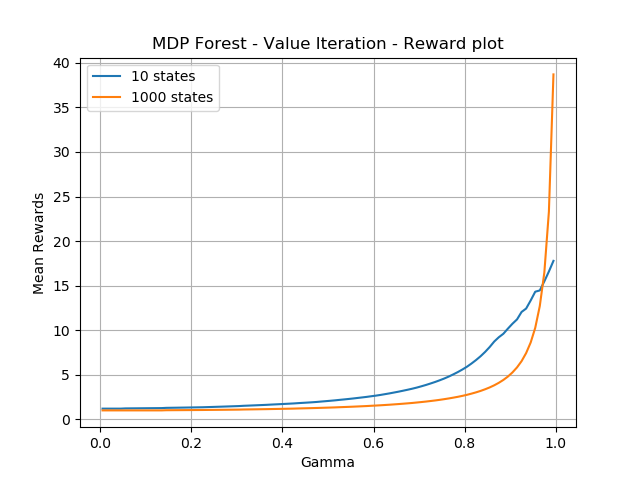 MDP Forest - Value Iteration - Reward plot
10 states
1000 states
40
35
30
25
20
15
10
5
0
Mean Rewards
0.0 0.2 0.4 0.6 0.8 1.0
Gamma